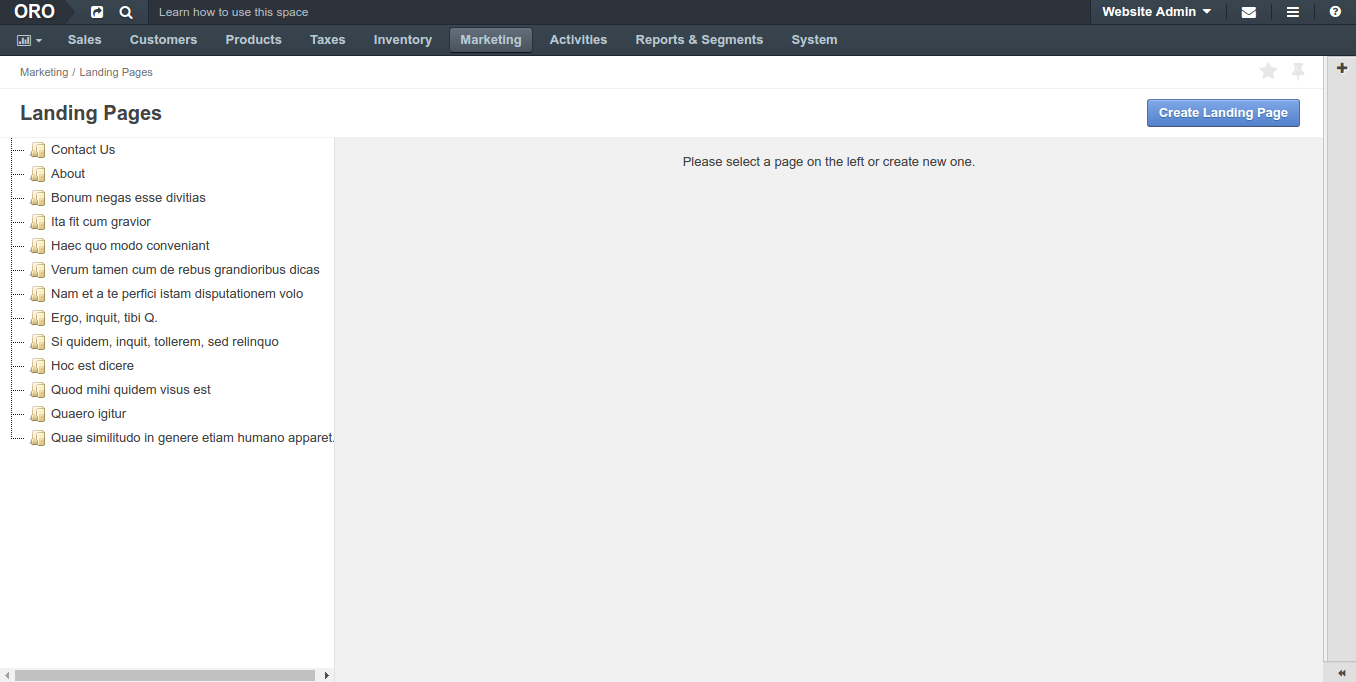 ORO Learn how to use this space Website Admin
Sales Customers Products Taxes Inventory Marketing Activities Reports & Segments System
Marketing / Landing Pages
Landing Pages Create Landing Page
Please select a page on the left or create new one.
Contact Us
About
Bonum negas esse divitias
Ita fit cum gravior
Haec quo modo conveniant
Verum tamen cum de rebus grandioribus dicas
Nam et a te perfici istam disputationem volo
Ergo, inquit, tibi Q.
Si quidem, inquit, tollerem, sed relinquo
Hoc est dicere
Quod mihi quidem visus est
Quaero igitur
Quae similitudo in genere etiam humano apparet.